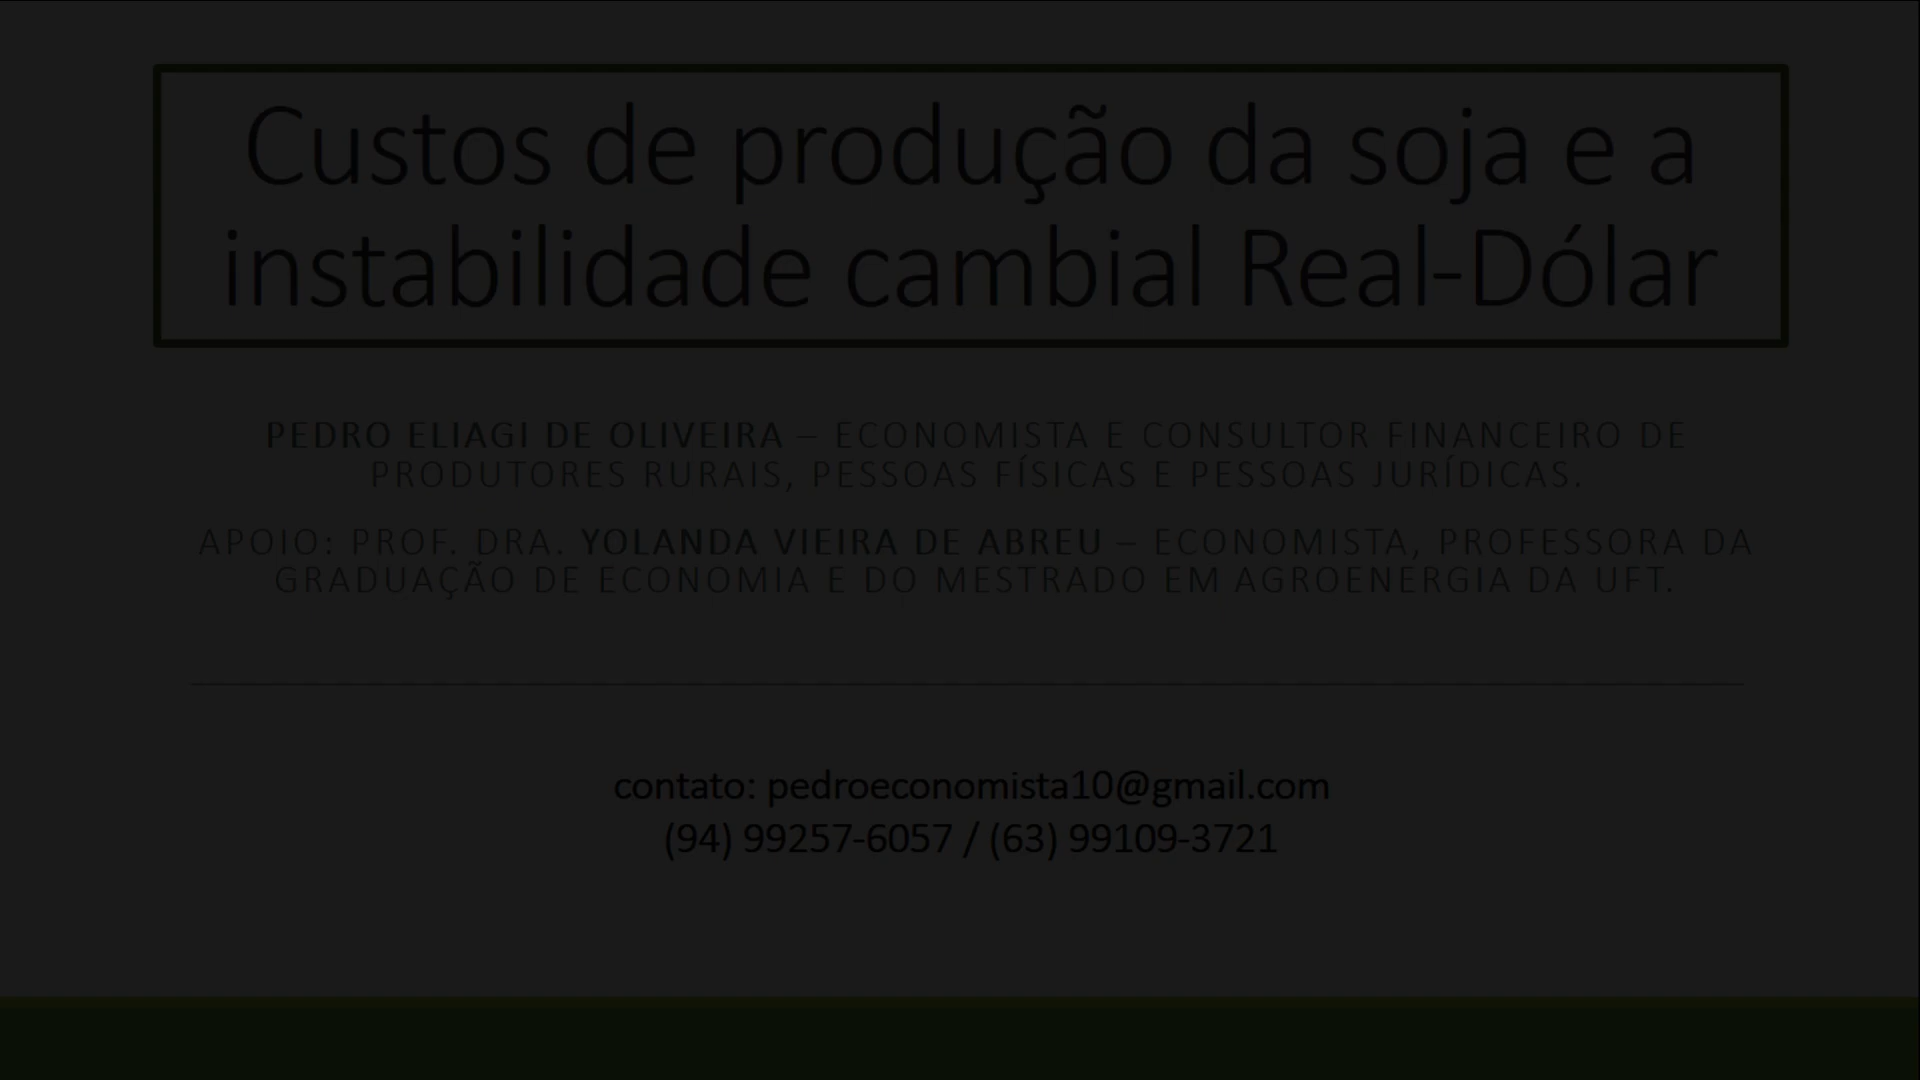 Custos de produção da soja e a
instabilidade cambial Real-Dólar
PEDRO ELIAGI DE OLIVEIRA – ECONOMISTA E CONSULTOR FINANCEIRO DE
PRODUTORES RURAIS, PESSOAS FÍSICAS E PESSOAS JURÍDICAS.
APOIO: PROF. DRA. YOLANDA VIEIRA DE ABREU – ECONOMISTA, PROFESSORA DA
GRADUAÇÃO DE ECONOMIA E DO MESTRADO EM AGROENERGIA DA UFT.
contato: pedroeconomista10@gmail.com
(94) 99257-6057 / (63) 99109-3721